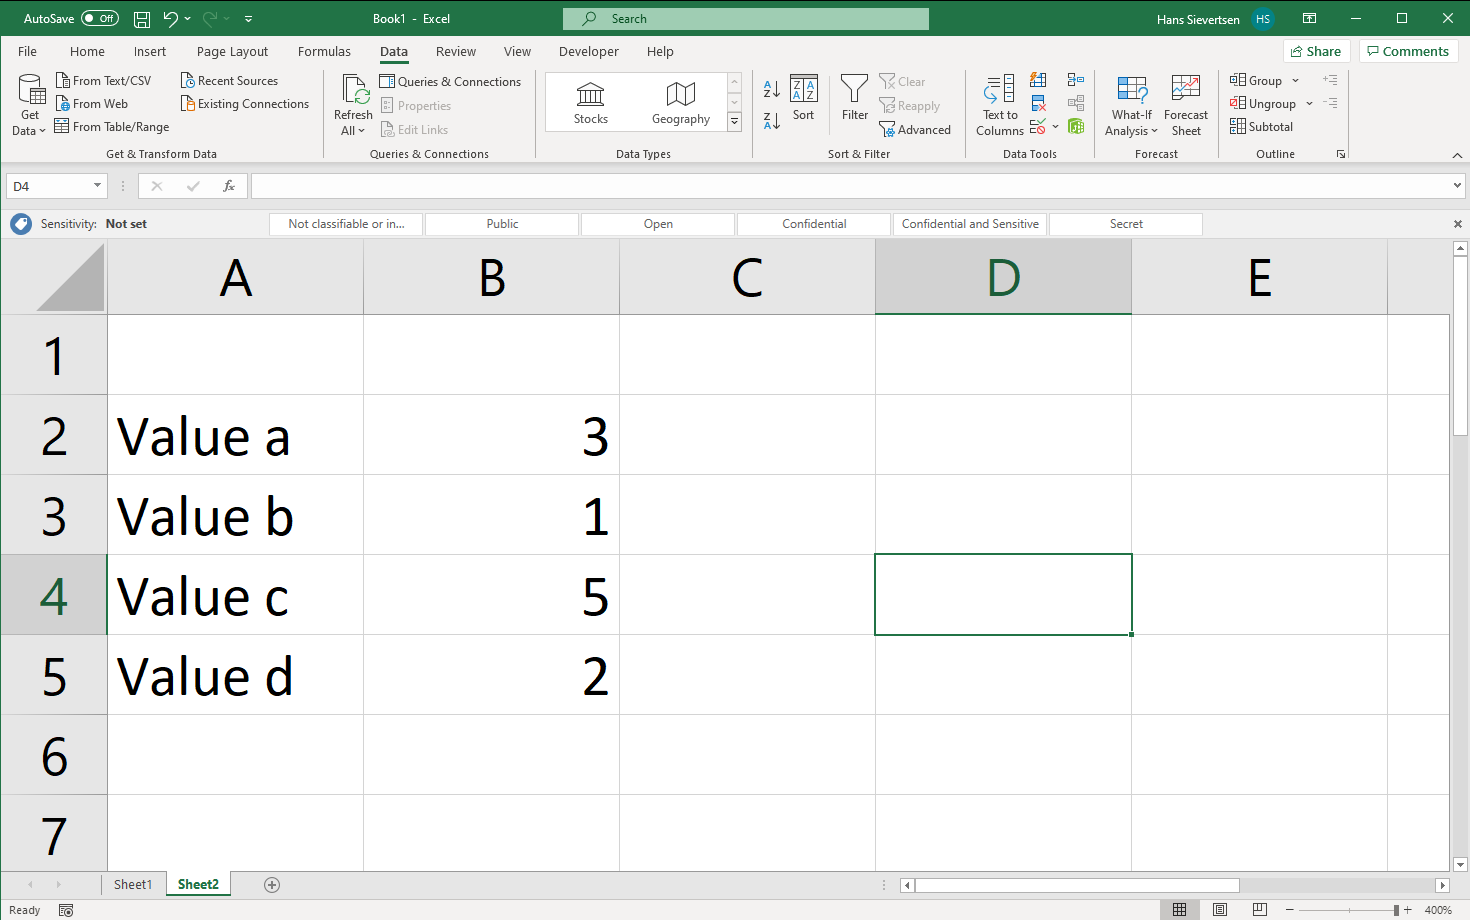 AutoSave Off Book1 - Excel Search Hans Sievertsen HS
File Home Insert Page Layout Formulas Data Review View Developer Help Share Comments
Get Data
From Text/CSV
From Web
From Table/Range
Recent Sources
Existing Connections
Get & Transform Data
Refresh All
Queries & Connections
Properties
Edit Links
Queries & Connections
Stocks Geography
Data Types
Sort
Filter
Clear
Reapply
Advanced
Sort & Filter
Text to Columns
Data Tools
What-If Analysis
Forecast Sheet
Forecast
Group
Ungroup
Subtotal
Outline
D4 fx
Sensitivity: Not set Not classifiable or in... Public Open Confidential Confidential and Sensitive Secret
A B C D E
1
2 Value a 3
3 Value b 1
4 Value c 5
5 Value d 2
6
7
Sheet1 Sheet2
Ready 400%